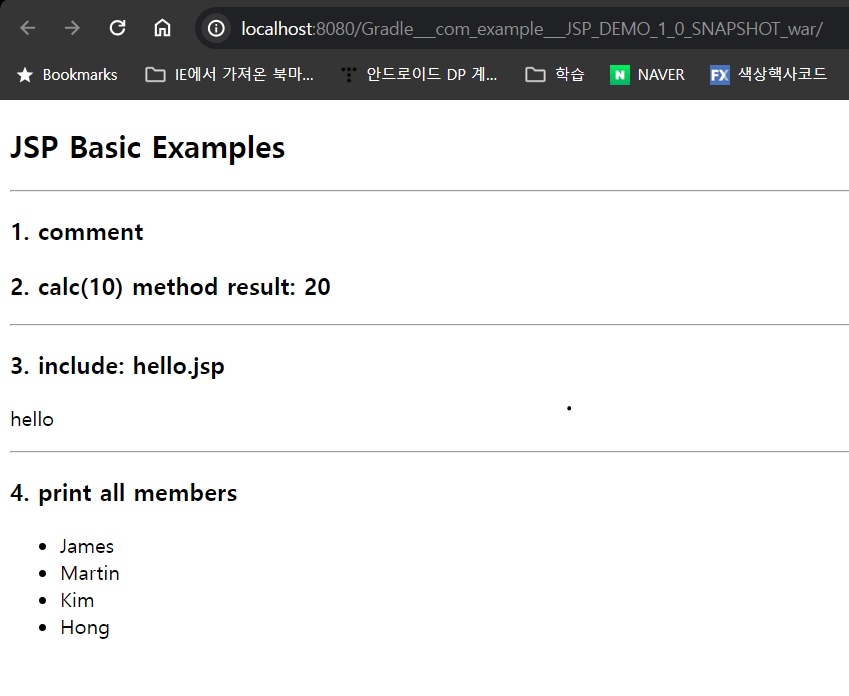 localhost:8080/Gradle___com_example___JSP_DEMO_1_0_SNAPSHOT_war/
Bookmarks IE에서 가져온 북마... 안드로이드 DP 계... 학습 N NAVER FX 색상핵사코드
JSP Basic Examples
1. comment
2. calc(10) method result: 20
3. include: hello.jsp
hello
4. print all members
• James
• Martin
• Kim
• Hong